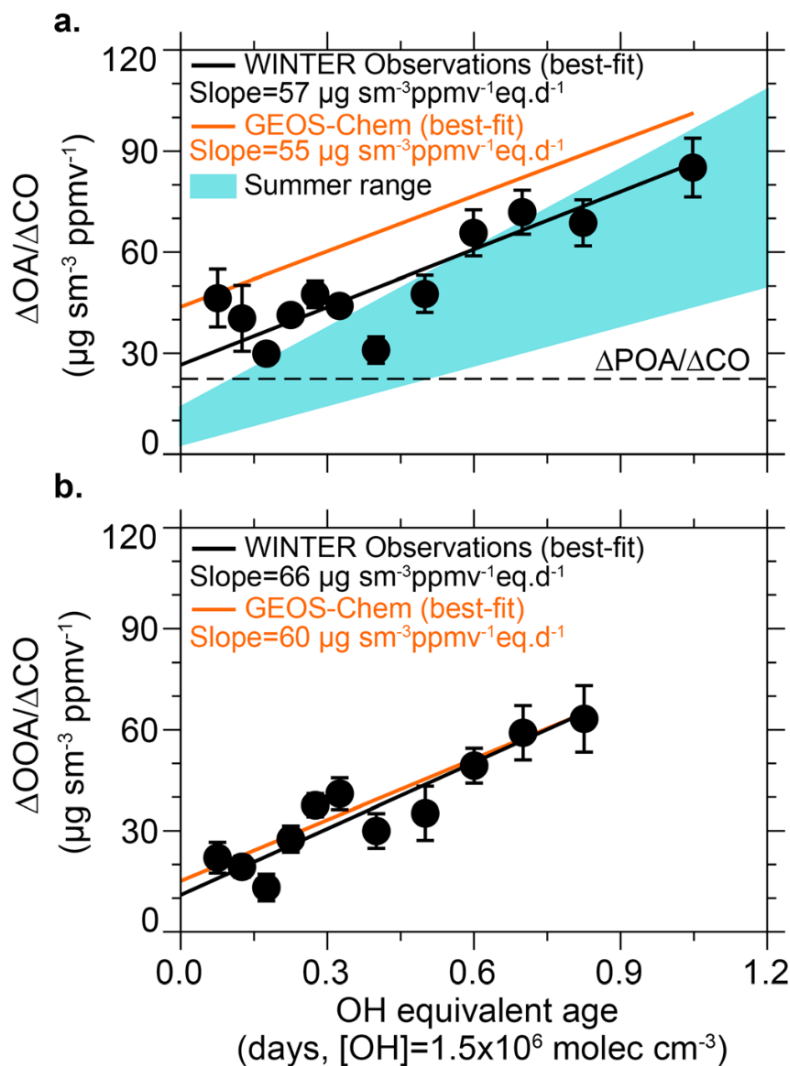 a.
120
90
60
30
0
ΔOA/ΔCO
(µg sm⁻³ ppmv⁻¹)
WINTER Observations (best-fit)
Slope=57 µg sm⁻³ppmv⁻¹eq.d⁻¹
GEOS-Chem (best-fit)
Slope=55 µg sm⁻³ppmv⁻¹eq.d⁻¹
Summer range
ΔPOA/ΔCO
b.
120
90
60
30
0
ΔOOA/ΔCO
(µg sm⁻³ ppmv⁻¹)
WINTER Observations (best-fit)
Slope=66 µg sm⁻³ppmv⁻¹eq.d⁻¹
GEOS-Chem (best-fit)
Slope=60 µg sm⁻³ppmv⁻¹eq.d⁻¹
0.0 0.3 0.6 0.9 1.2
OH equivalent age
(days, [OH]=1.5x10⁶ molec cm⁻³)